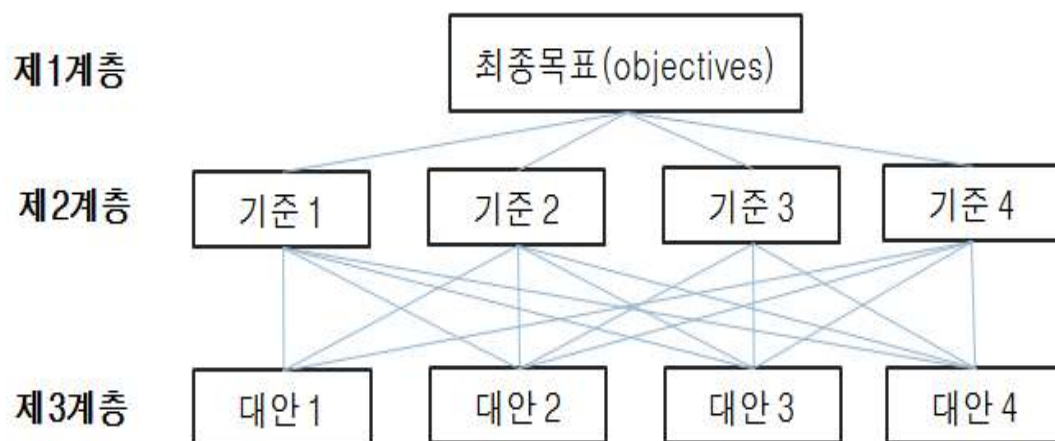 제1계층
최종목표(objectives)
제2계층
기준 1
기준 2
기준 3
기준 4
제3계층
대안 1
대안 2
대안 3
대안 4